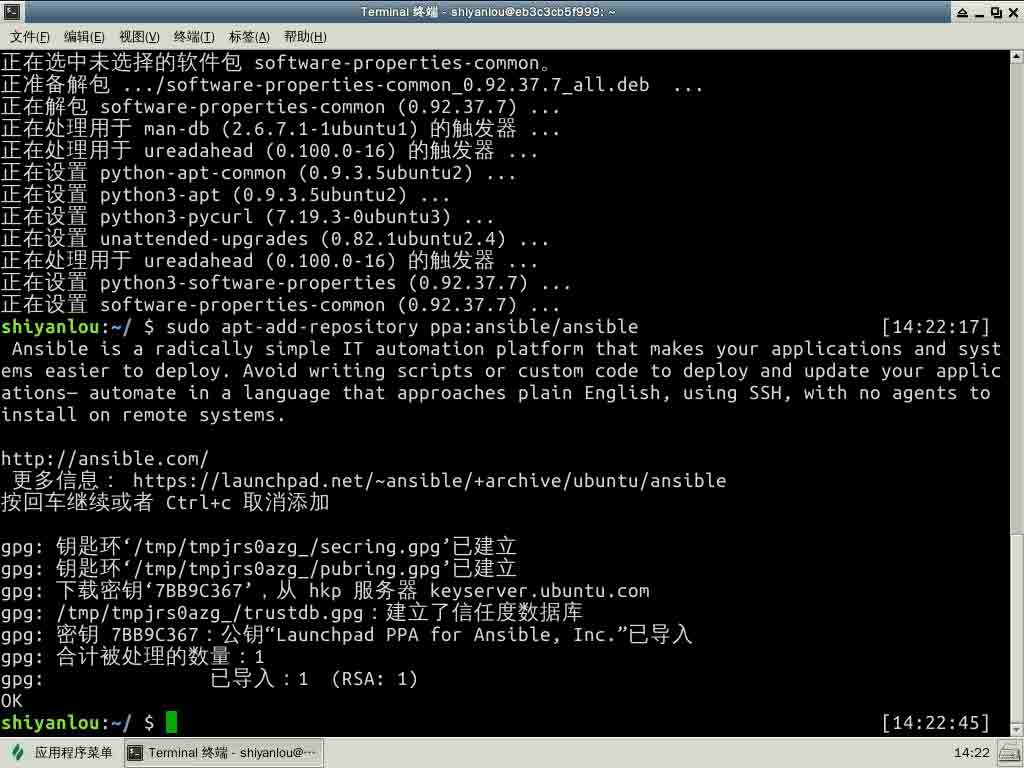 Terminal 终端 - shiyanlou@eb3c3cb5f999: ~
文件(F) 编辑(E) 视图(V) 终端(T) 标签(A) 帮助(H)
正在选中未选择的软件包 software-properties-common。
正准备解包 .../software-properties-common_0.92.37.7_all.deb  ...
正在解包 software-properties-common (0.92.37.7) ...
正在处理用于 man-db (2.6.7.1-1ubuntu1) 的触发器 ...
正在处理用于 ureadahead (0.100.0-16) 的触发器 ...
正在设置 python-apt-common (0.9.3.5ubuntu2) ...
正在设置 python3-apt (0.9.3.5ubuntu2) ...
正在设置 python3-pycurl (7.19.3-0ubuntu3) ...
正在设置 unattended-upgrades (0.82.1ubuntu2.4) ...
正在处理用于 ureadahead (0.100.0-16) 的触发器 ...
正在设置 python3-software-properties (0.92.37.7) ...
正在设置 software-properties-common (0.92.37.7) ...
shiyanlou:~/ $ sudo apt-add-repository ppa:ansible/ansible [14:22:17]
Ansible is a radically simple IT automation platform that makes your applications and syst
ems easier to deploy. Avoid writing scripts or custom code to deploy and update your applic
ations— automate in a language that approaches plain English, using SSH, with no agents to
install on remote systems.
http://ansible.com/
更多信息： https://launchpad.net/~ansible/+archive/ubuntu/ansible
按回车继续或者 Ctrl+c 取消添加
gpg: 钥匙环‘/tmp/tmpjrs0azg_/secring.gpg’已建立
gpg: 钥匙环‘/tmp/tmpjrs0azg_/pubring.gpg’已建立
gpg: 下载密钥‘7BB9C367’，从 hkp 服务器 keyserver.ubuntu.com
gpg: /tmp/tmpjrs0azg_/trustdb.gpg：建立了信任度数据库
gpg: 密钥 7BB9C367：公钥“Launchpad PPA for Ansible, Inc.”已导入
gpg: 合计被处理的数量：1
gpg: 已导入：1  (RSA: 1)
OK
shiyanlou:~/ $ [14:22:45]
应用程序菜单 Terminal 终端 - shiyanlou@··· 14:22